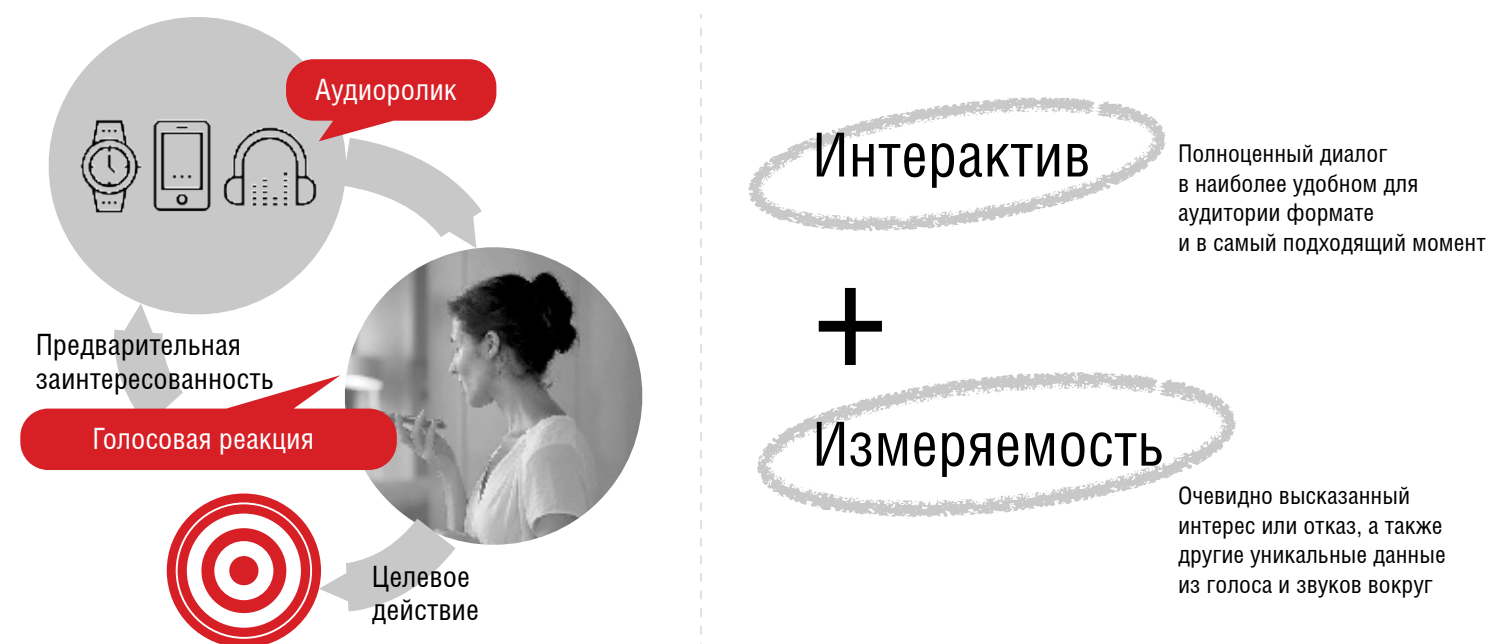 Аудиоролик
Предварительная
заинтересованность
Голосовая реакция
Целевое
действие
Интерактив
Полноценный диалог
в наиболее удобном для
аудитории формате
и в самый подходящий момент
+
Измеряемость
Очевидно высказанный
интерес или отказ, а также
другие уникальные данные
из голоса и звуков вокруг